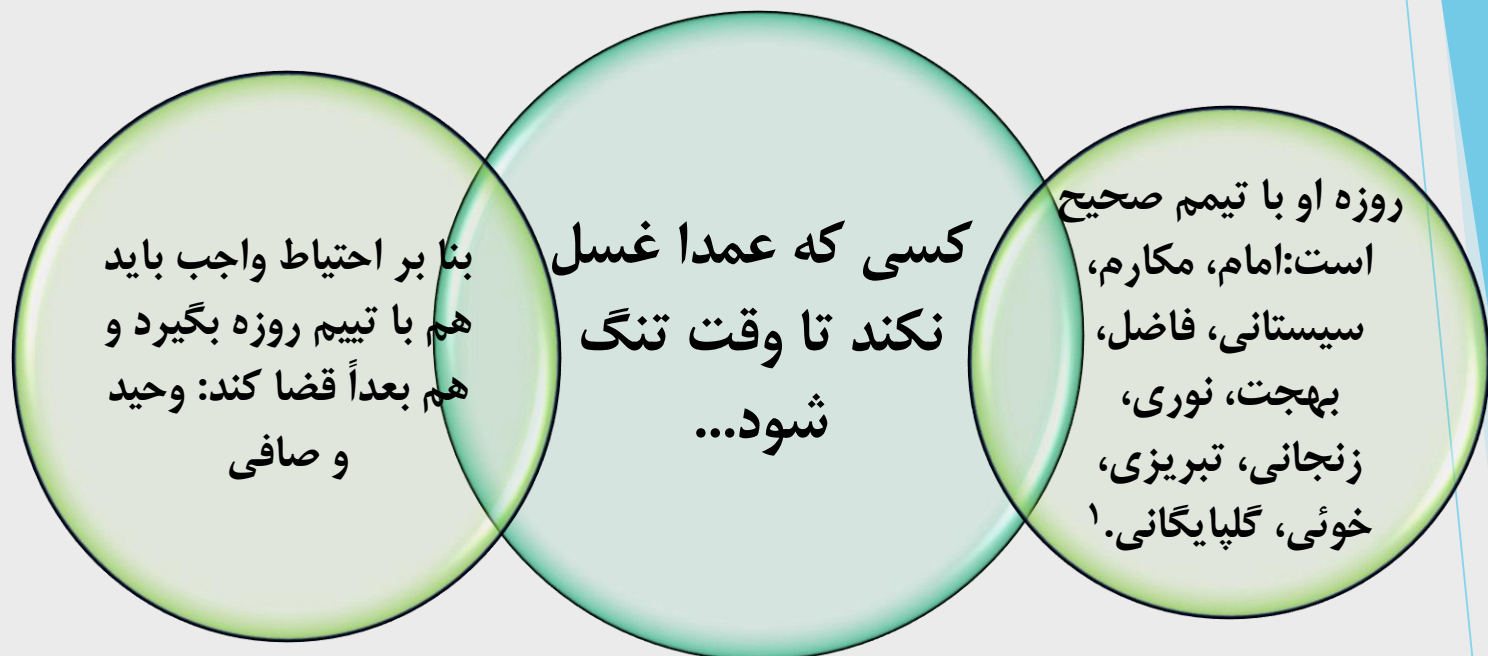 کسی که عمدا غسل
نکند تا وقت تنگ
شود...
روزه او با تیمم صحیح
است:امام، مکارم،
سیستانی، فاضل،
بهجت، نوری،
زنجانی، تبریزی،
خوئی، گلپایگانی.۱
بنا بر احتیاط واجب باید
هم با تییم روزه بگیرد و
هم بعداً قضا کند: وحید
و صافی